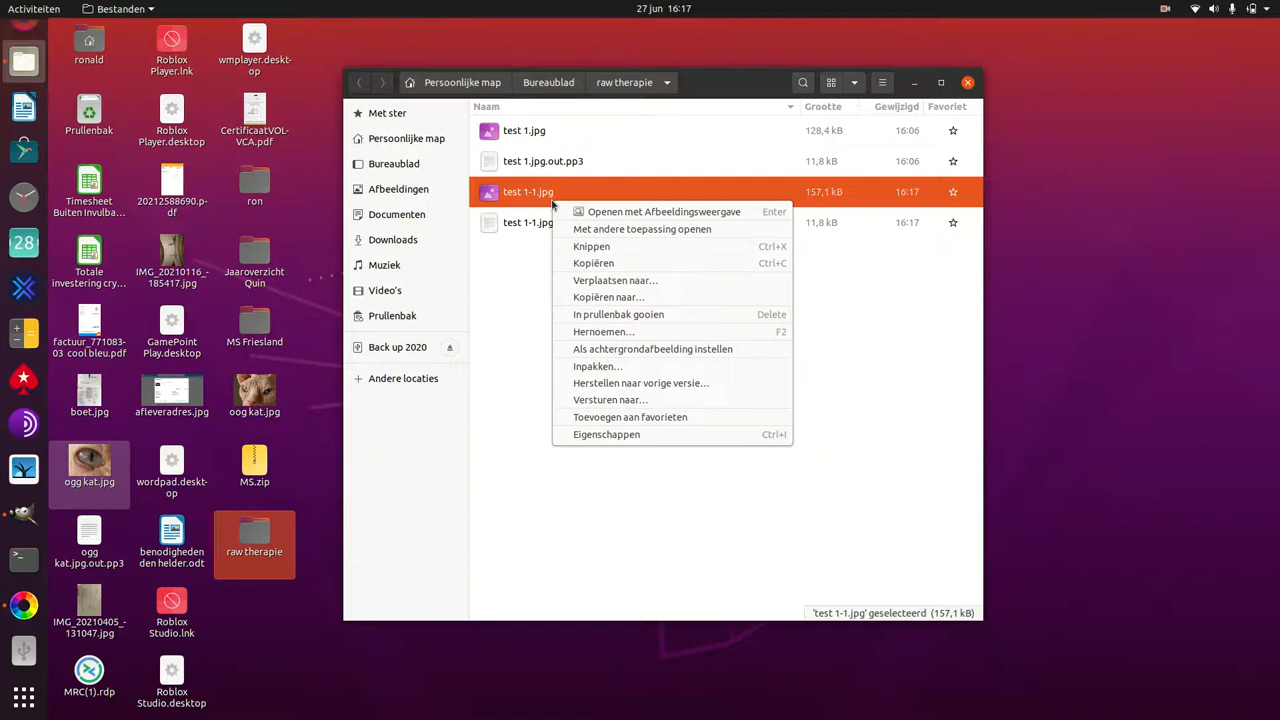 Activiteiten
Bestanden
27 jun 16:17
ronald
Roblox
Player.lnk
wmplayer.deskt-
op
Prullenbak
Roblox
Player.desktop
CertificaatVOL-
VCA.pdf
Timesheet
Buiten Invulba...
20212588690.p-
df
ron
Totale
investering cry...
IMG_20210116_-
185417.jpg
Jaaroverzicht
Quin
factuur_771083-
03 cool bleu.pdf
GamePoint
Play.desktop
MS Friesland
boet.jpg
afleveradres.jpg
oog kat.jpg
ogg kat.jpg
wordpad.deskt-
op
MS.zip
ogg
kat.jpg.out.pp3
benodigheden
den helder.odt
raw therapie
IMG_20210405_-
131047.jpg
Roblox
Studio.lnk
MRC(1).rdp
Roblox
Studio.desktop
28
Persoonlijke map
Bureaublad
raw therapie
Met ster
Persoonlijke map
Bureaublad
Afbeeldingen
Documenten
Downloads
Muziek
Video's
Prullenbak
Back up 2020
Andere locaties
Naam Grootte Gewijzigd Favoriet
test 1.jpg 128,4 kB 16:06
test 1.jpg.out.pp3 11,8 kB 16:06
test 1-1.jpg 157,1 kB 16:17
test 1-1.jpg 11,8 kB 16:17
Openen met Afbeeldingsweergave Enter
Met andere toepassing openen
Knippen Ctrl+X
Kopiëren Ctrl+C
Verplaatsen naar...
Kopiëren naar...
In prullenbak gooien Delete
Hernoemen... F2
Als achtergrondafbeelding instellen
Inpakken...
Herstellen naar vorige versie...
Versturen naar...
Toevoegen aan favorieten
Eigenschappen Ctrl+I
'test 1-1.jpg' geselecteerd (157,1 kB)